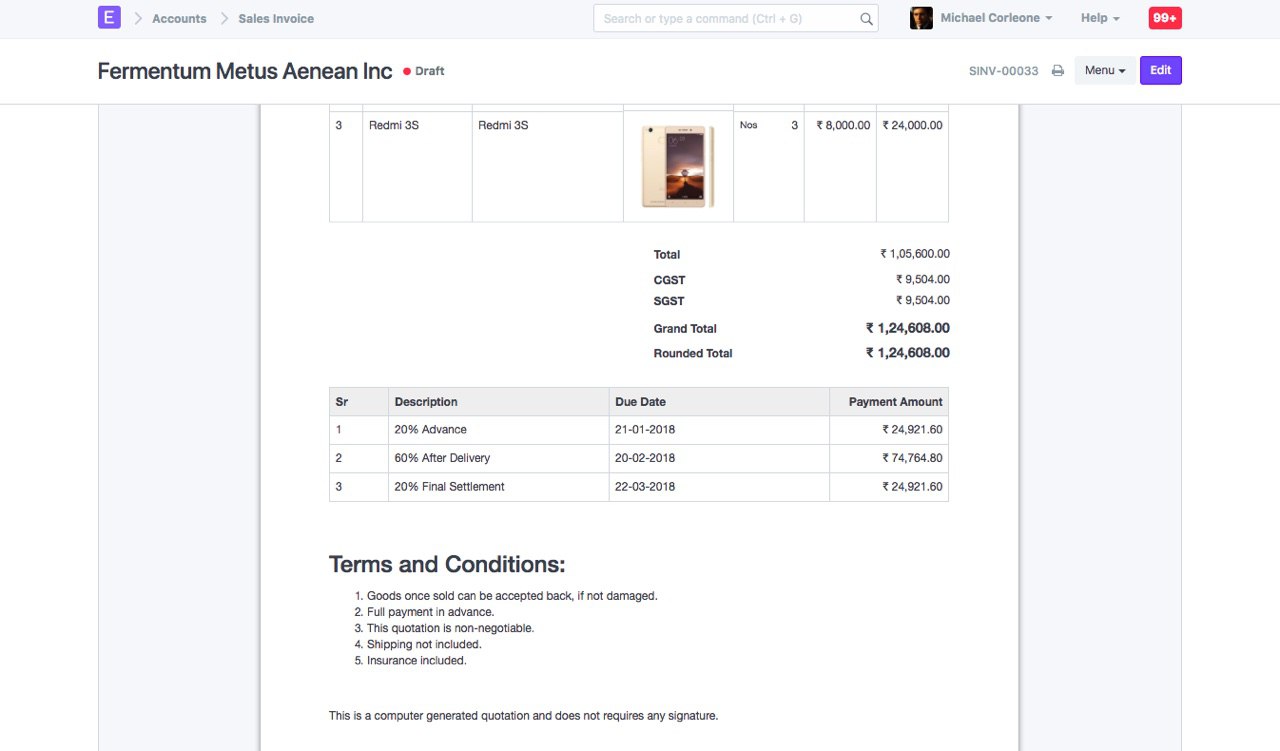 E Accounts Sales Invoice Search or type a command (Ctrl + G) Michael Corleone Help 99+
Fermentum Metus Aenean Inc Draft SINV-00033 Menu Edit
3 Redmi 3S Redmi 3S Nos 3 ₹ 8,000.00 ₹ 24,000.00
Total ₹ 1,05,600.00
CGST ₹ 9,504.00
SGST ₹ 9,504.00
Grand Total ₹ 1,24,608.00
Rounded Total ₹ 1,24,608.00
Sr Description Due Date Payment Amount
1 20% Advance 21-01-2018 ₹ 24,921.60
2 60% After Delivery 20-02-2018 ₹ 74,764.80
3 20% Final Settlement 22-03-2018 ₹ 24,921.60
Terms and Conditions:
1. Goods once sold can be accepted back, if not damaged.
2. Full payment in advance.
3. This quotation is non-negotiable.
4. Shipping not included.
5. Insurance included.
This is a computer generated quotation and does not requires any signature.